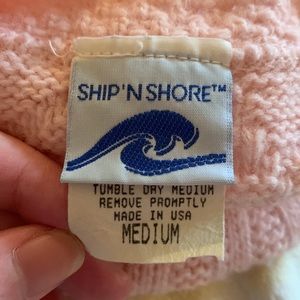 SHIP'N SHORE™
TUMBLE DRY MEDIUM
REMOVE PROMPTLY
MADE IN USA
MEDIUM